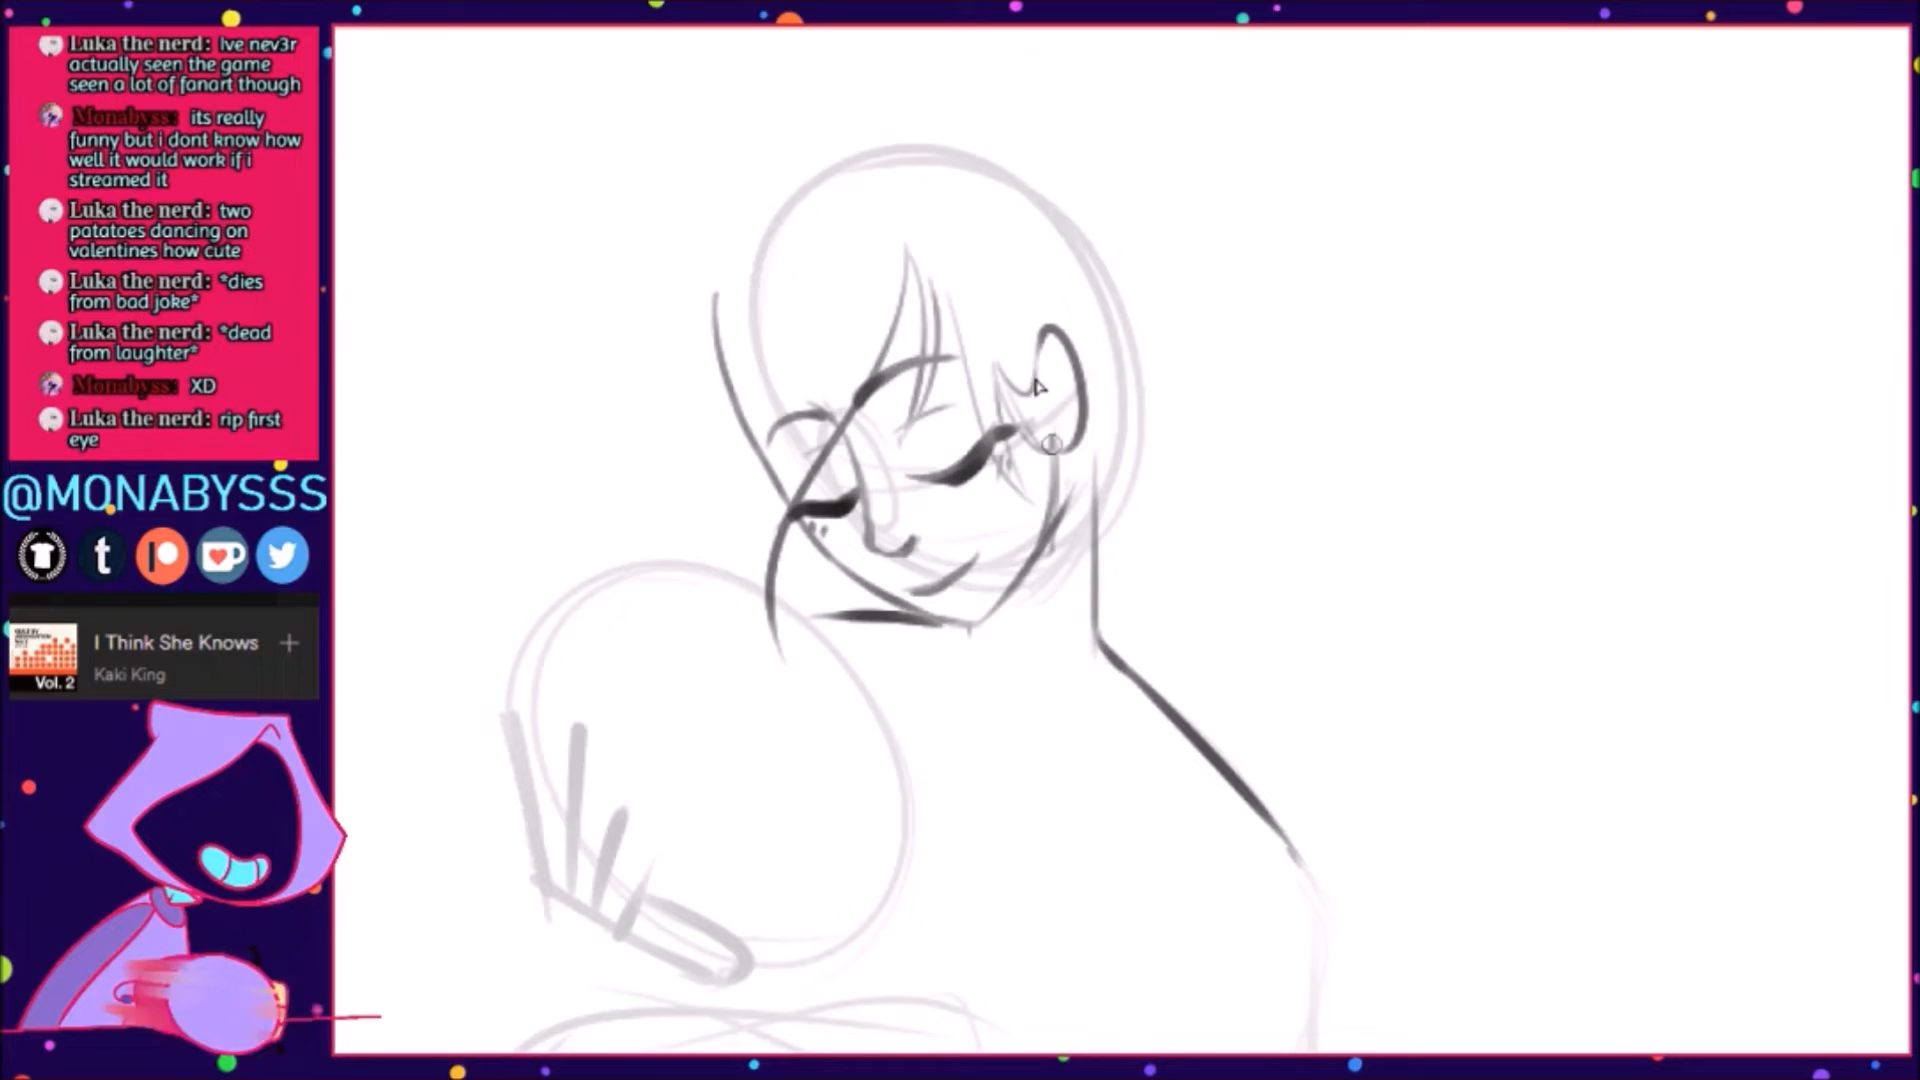 Luka the nerd: Ive nev3r
actually seen the game
seen a lot of fanart though
Monabyss: its really
funny but i dont know how
well it would work if i
streamed it
Luka the nerd: two
patatoes dancing on
valentines how cute
Luka the nerd: *dies
from bad joke*
Luka the nerd: *dead
from laughter*
Monabyss: XD
Luka the nerd: rip first
eye
@MONABYSSS
I Think She Knows
Kaki King
Vol. 2